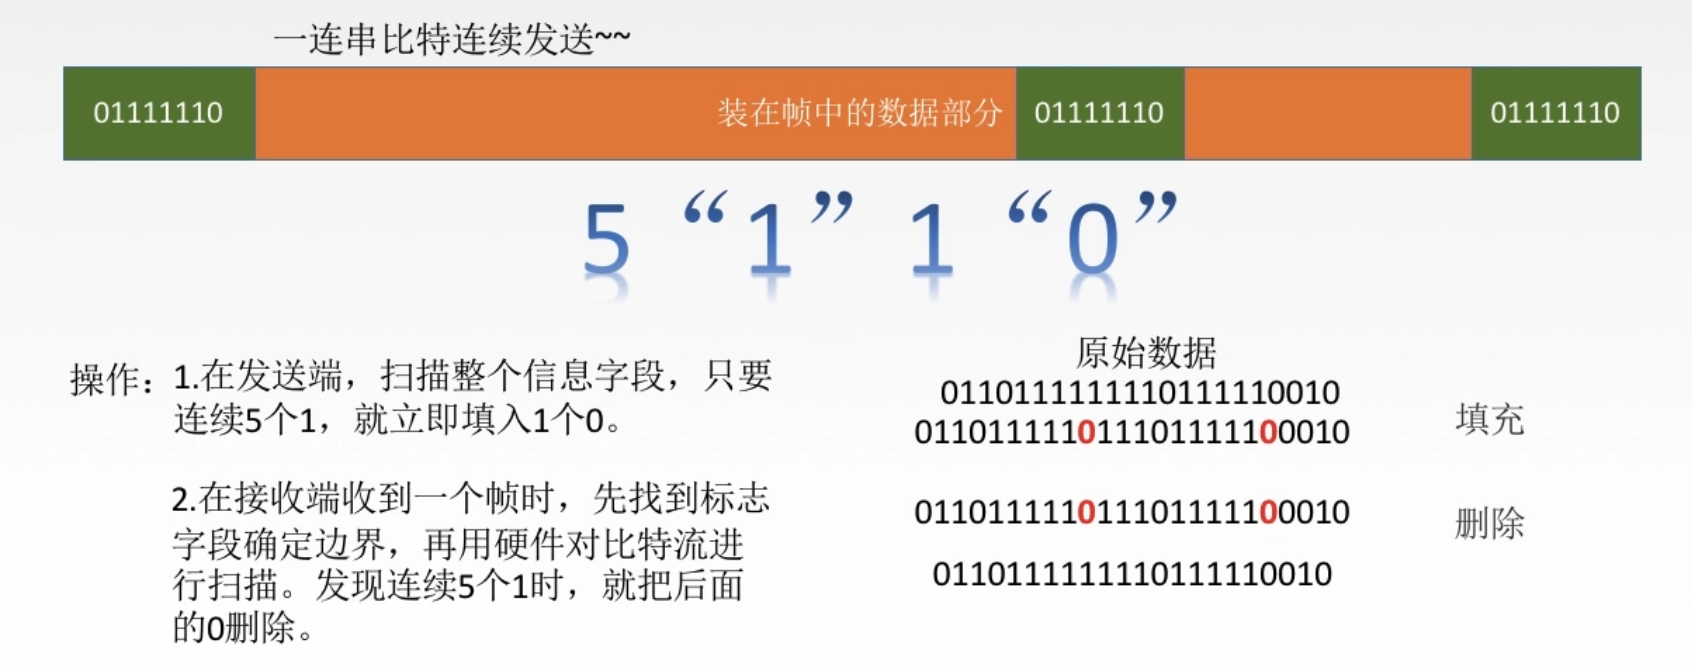 一连串比特连续发送~~
01111110 装在帧中的数据部分 01111110 01111110
5 “1” 1 “0”
操作：1.在发送端，扫描整个信息字段，只要
连续5个1，就立即填入1个0。
2.在接收端收到一个帧时，先找到标志
字段确定边界，再用硬件对比特流进
行扫描。发现连续5个1时，就把后面
的0删除。
原始数据
0110111111110111110010
011011111011101111100010
填充
011011111011101111100010
删除
0110111111110111110010